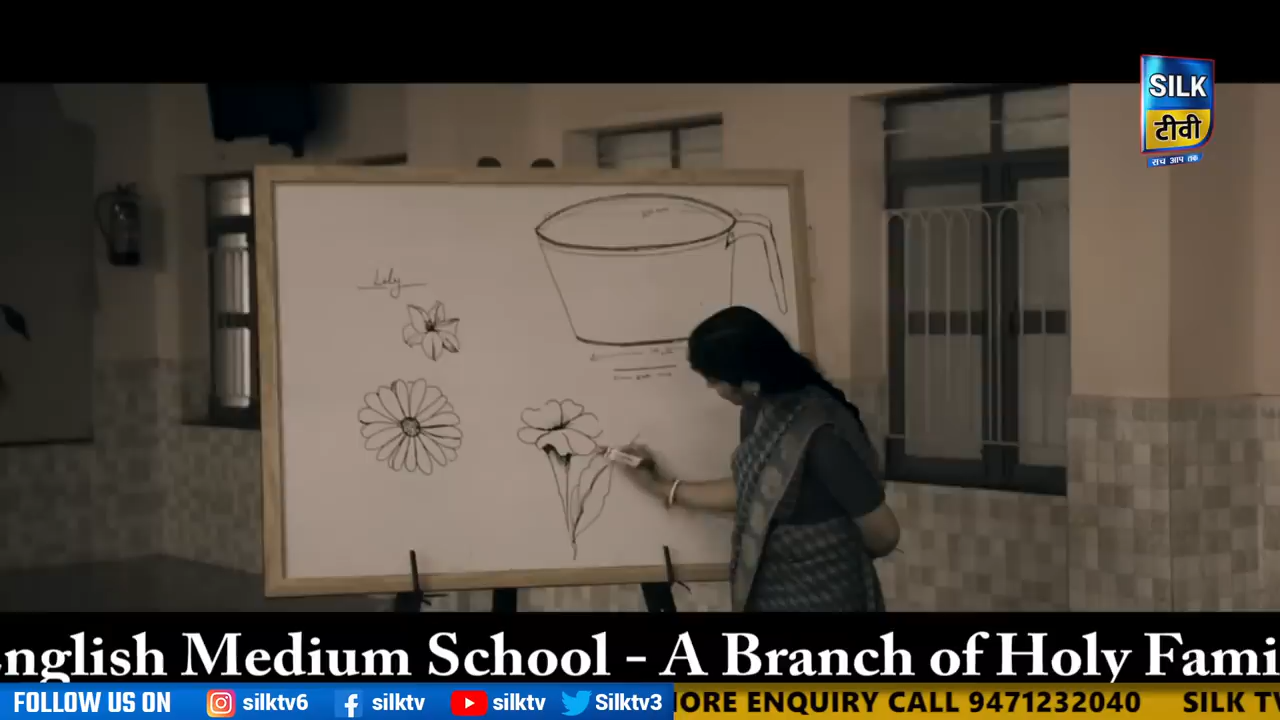 SILK
टीवी
सच आप तक
Lily
English Medium School - A Branch of Holy Fami
FOLLOW US ON silktv6 silktv silktv Silktv3 MORE ENQUIRY CALL 9471232040 SILK TV